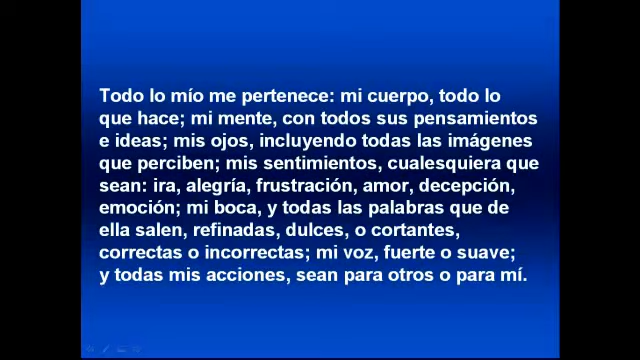 Todo lo mío me pertenece: mi cuerpo, todo lo
que hace; mi mente, con todos sus pensamientos
e ideas; mis ojos, incluyendo todas las imágenes
que perciben; mis sentimientos, cualesquiera que
sean: ira, alegría, frustración, amor, decepción,
emoción; mi boca, y todas las palabras que de
ella salen, refinadas, dulces, o cortantes,
correctas o incorrectas; mi voz, fuerte o suave;
y todas mis acciones, sean para otros o para mí.